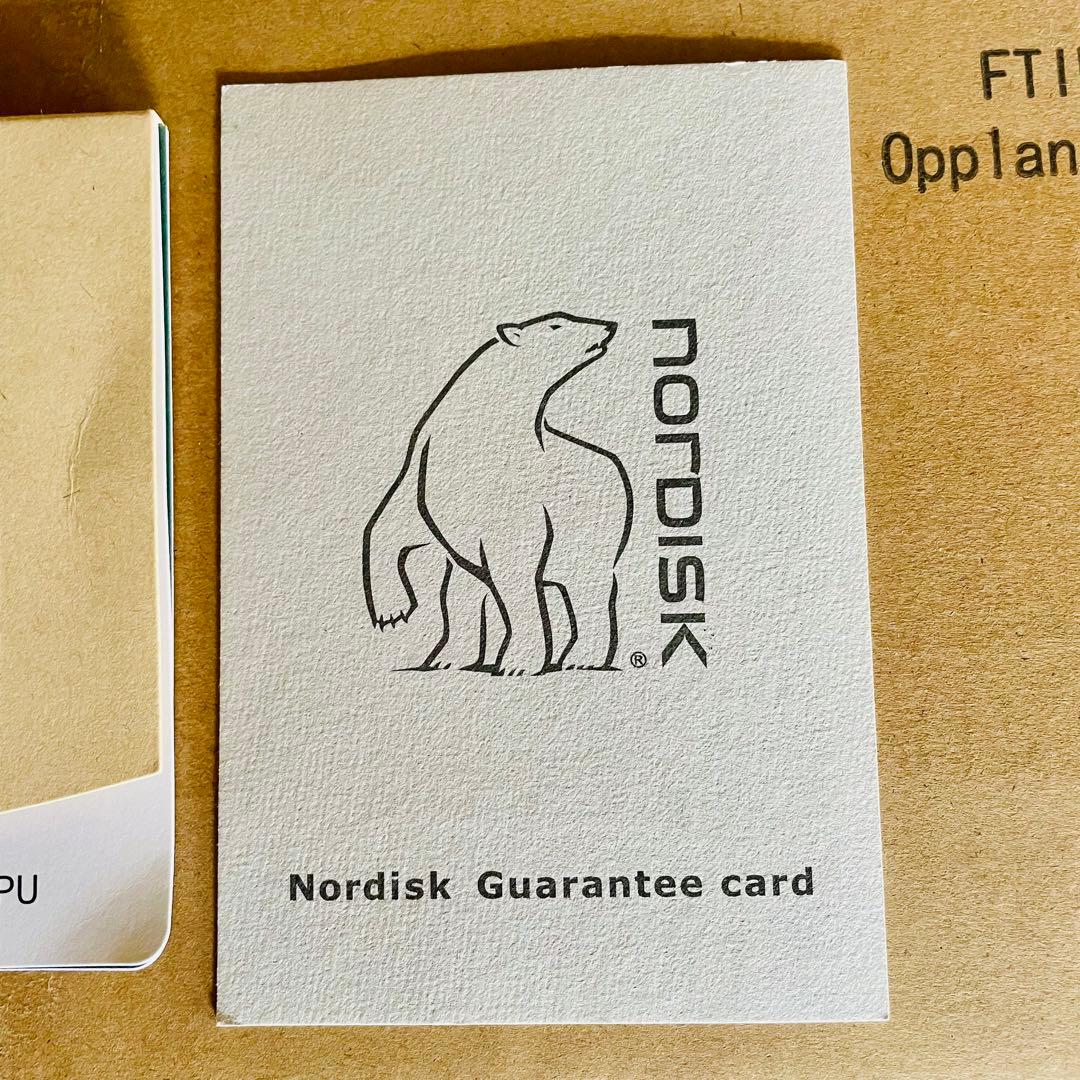 FTI
Opplan
nordisk
®
Nordisk Guarantee card
PU